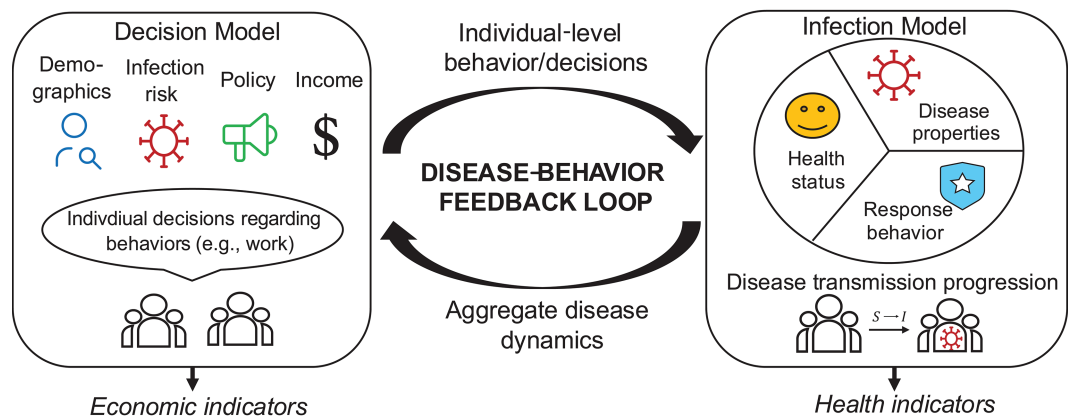 Decision Model
Demo-
graphics
Infection
risk
Policy
Income
$
Indivdiual decisions regarding
behaviors (e.g., work)
Economic indicators
Individual-level
behavior/decisions
DISEASE-BEHAVIOR
FEEDBACK LOOP
Aggregate disease
dynamics
Infection Model
Disease
properties
Health
status
Response
behavior
Disease transmission progression
S→I
Health indicators